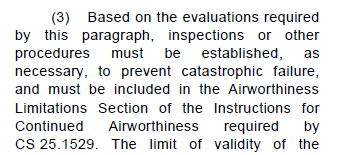 (3) Based on the evaluations required
by this paragraph, inspections or other
procedures must be established, as
necessary, to prevent catastrophic failure,
and must be included in the Airworthiness
Limitations Section of the Instructions for
Continued Airworthiness required by
CS 25.1529. The limit of validity of the